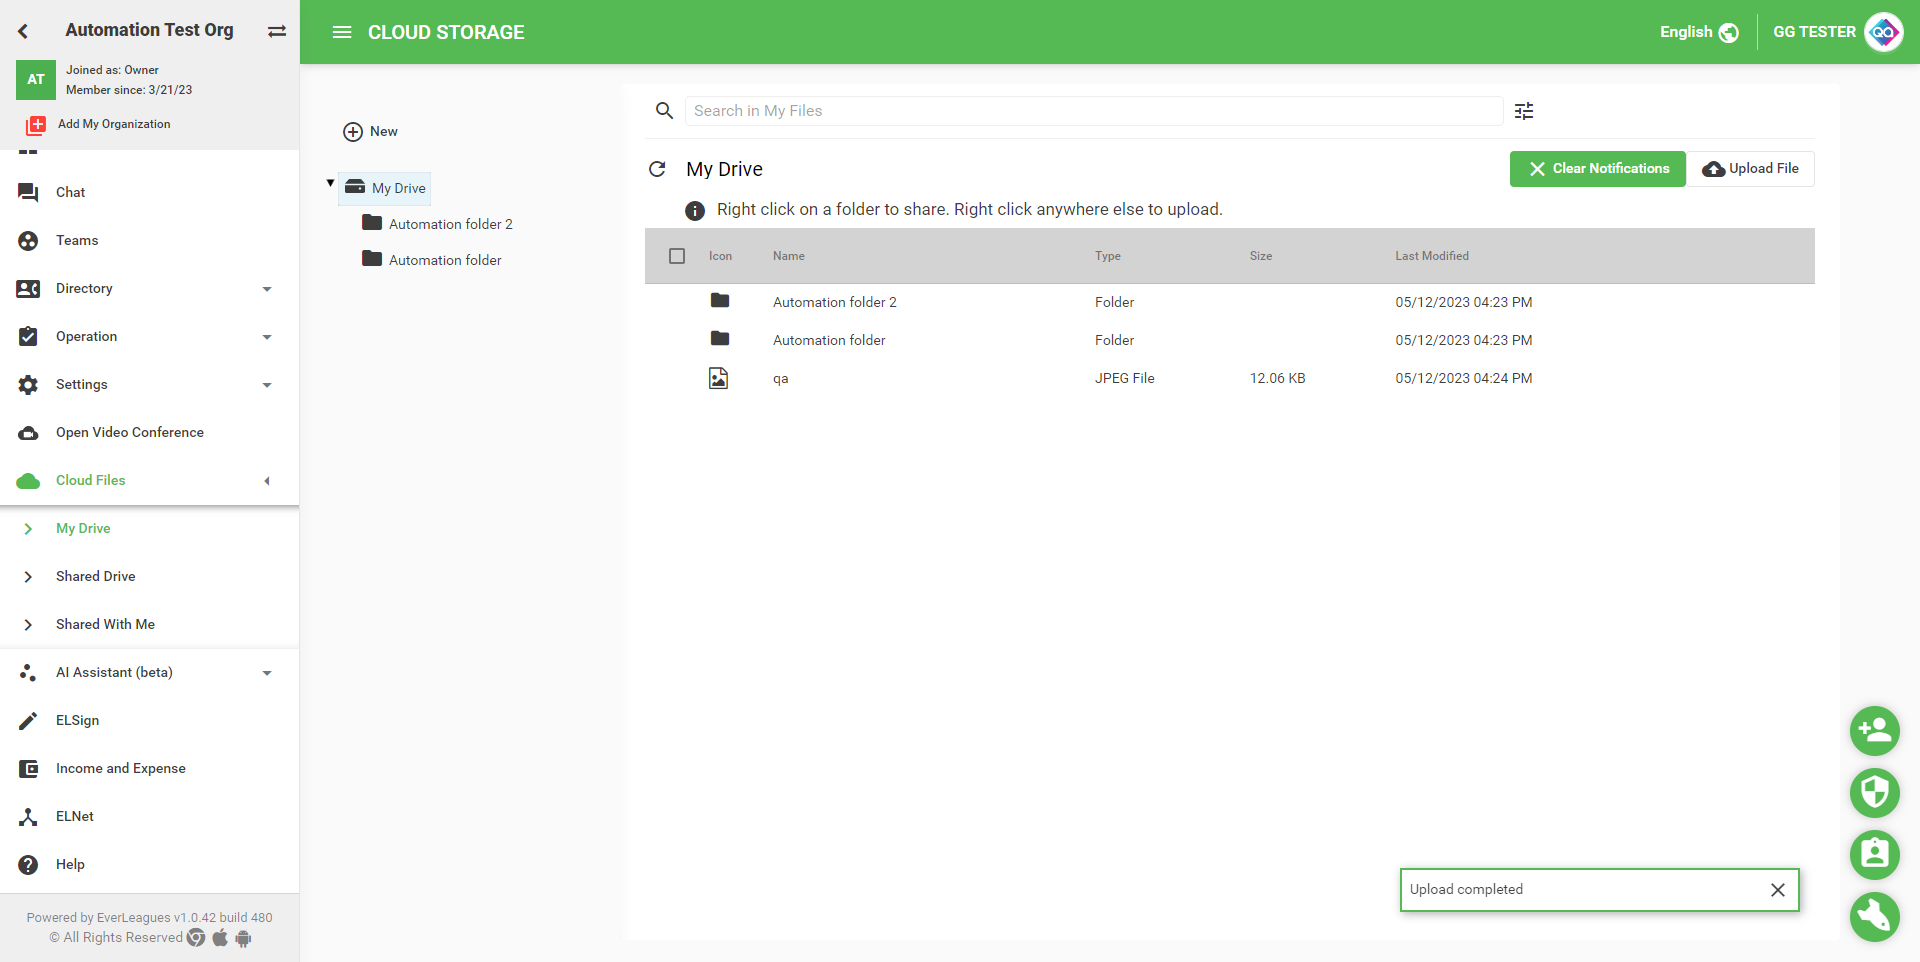 Automation Test Org
AT
Joined as: Owner
Member since: 3/21/23
Add My Organization
Chat
Teams
Directory
Operation
Settings
Open Video Conference
Cloud Files
My Drive
Shared Drive
Shared With Me
AI Assistant (beta)
ELSign
Income and Expense
ELNet
Help
Powered by EverLeagues v1.0.42 build 480
© All Rights Reserved
CLOUD STORAGE
English
GG TESTER
QA
New
My Drive
Automation folder 2
Automation folder
Search in My Files
My Drive
Clear Notifications
Upload File
Right click on a folder to share. Right click anywhere else to upload.
Icon Name Type Size Last Modified
Automation folder 2 Folder 05/12/2023 04:23 PM
Automation folder Folder 05/12/2023 04:23 PM
qa JPEG File 12.06 KB 05/12/2023 04:24 PM
Upload completed